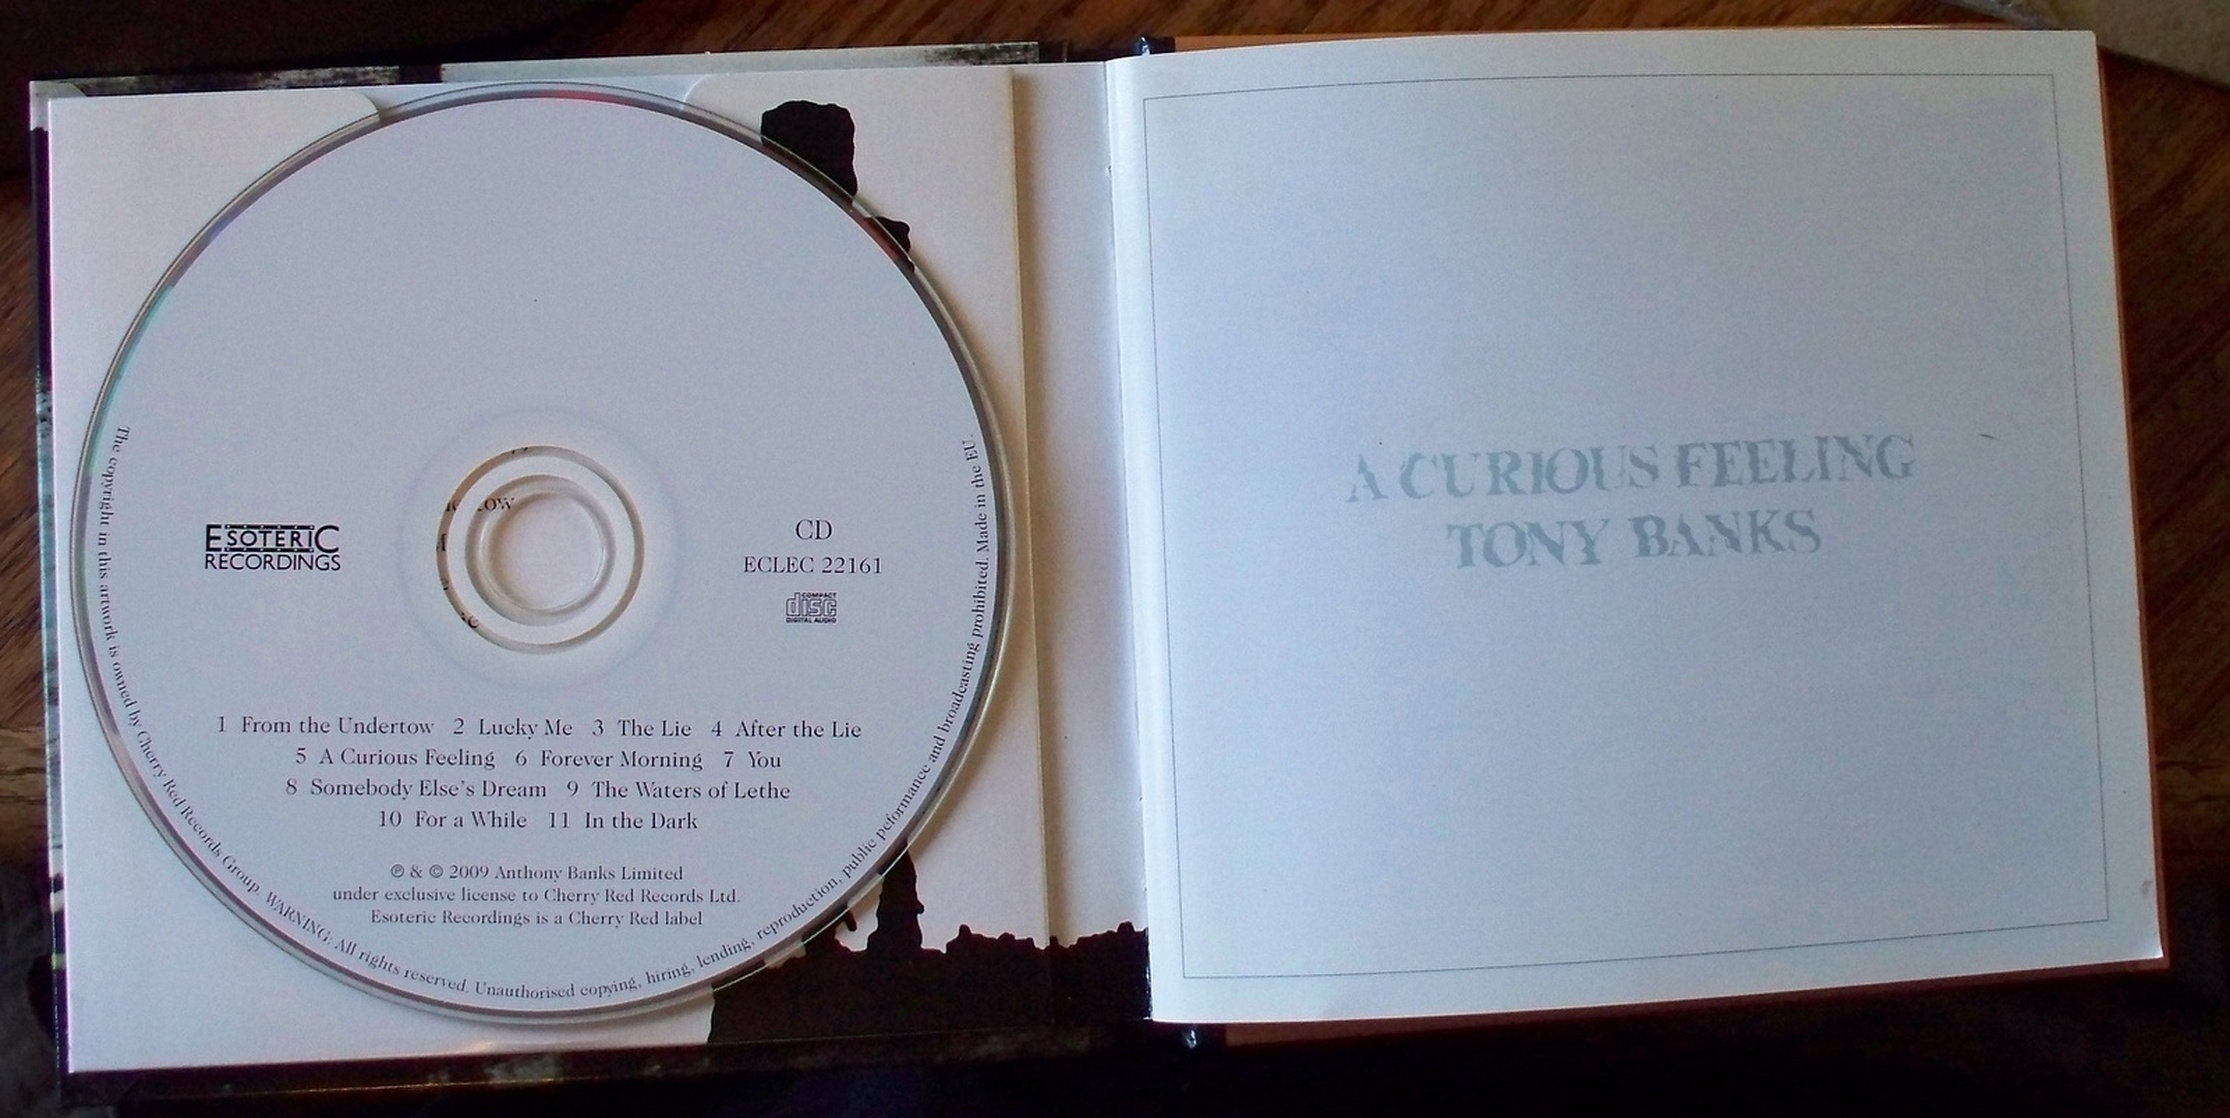 ESOTERIC
RECORDINGS
CD
ECLEC 22161
COMPACT
disc
DIGITAL AUDIO
1 From the Undertow 2 Lucky Me 3 The Lie 4 After the Lie
5 A Curious Feeling 6 Forever Morning 7 You
8 Somebody Else's Dream 9 The Waters of Lethe
10 For a While 11 In the Dark
℗ & © 2009 Anthony Banks Limited
under exclusive license to Cherry Red Records Ltd.
Esoteric Recordings is a Cherry Red label
The copyright in this artwork is owned by Cherry Red Records Group. WARNING: All rights reserved. Unauthorised copying, hiring, lending, reproduction, public peformance and broadcasting prohibited. Made in the EU.
A CURIOUS FEELING
TONY BANKS